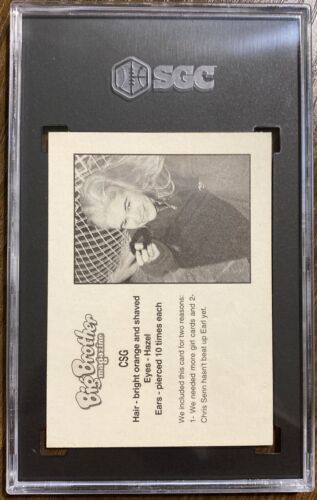 SGC
Big Brother
magazine
CSG
Hair - bright orange and shaved
Eyes - Hazel
Ears - pierced 10 times each
We included this card for two reasons:
1- We needed more girl cards and 2-
Chris Senn hasn't beat up Earl yet.